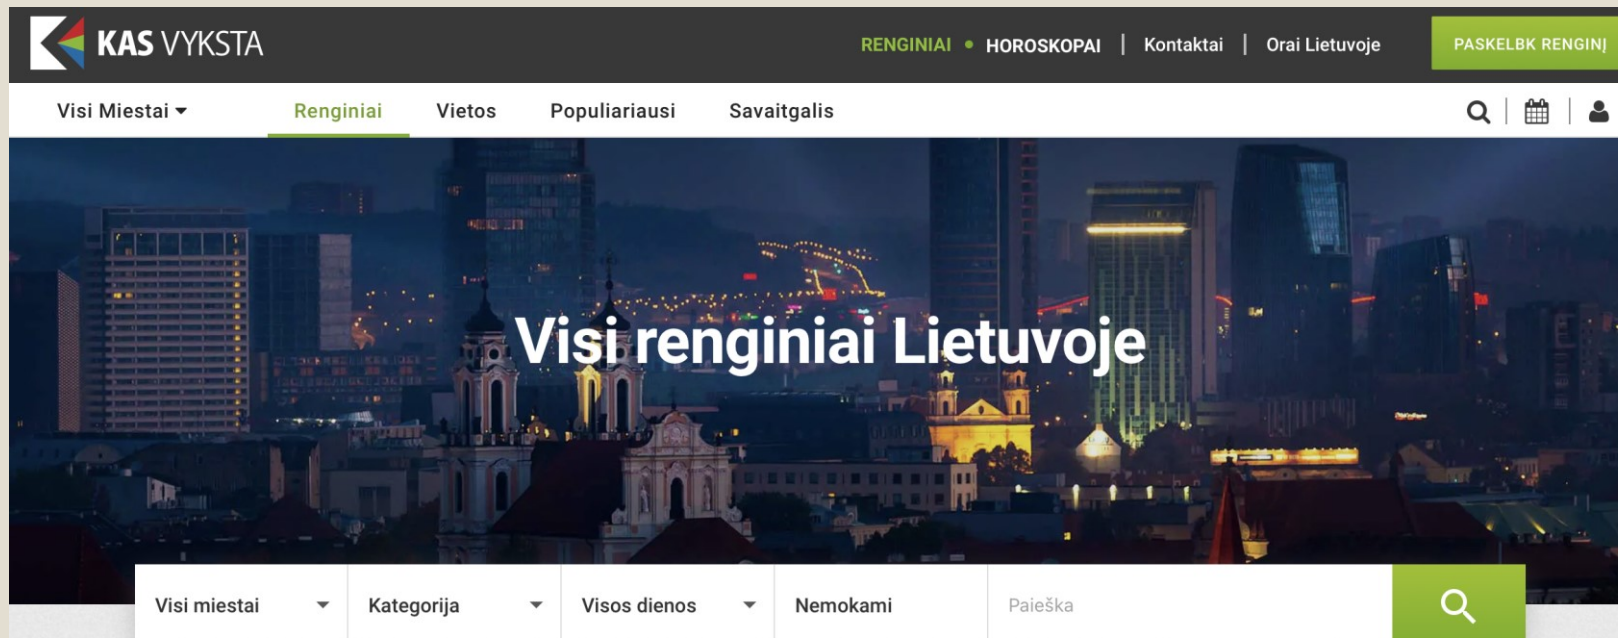 KAS VYKSTA
RENGINIAI • HOROSKOPAI | Kontaktai | Orai Lietuvoje
PASKELBK RENGINĮ
Visi Miestai Renginiai Vietos Populiariausi Savaitgalis
Visi renginiai Lietuvoje
Visi miestai Kategorija Visos dienos Nemokami Paieška